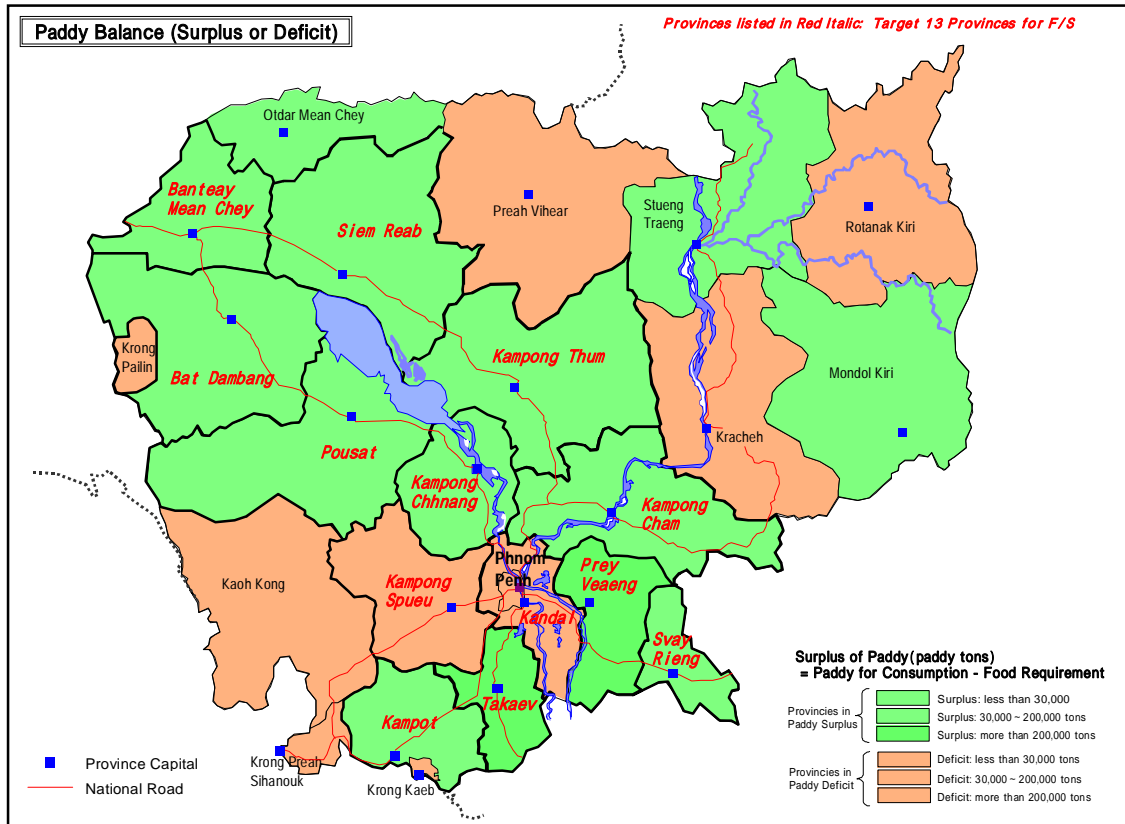 Paddy Balance (Surplus or Deficit)
Provinces listed in Red Italic: Target 13 Provinces for F/S
Otdar Mean Chey
Banteay
Mean Chey
Siem Reab
Preah Vihear
Stueng
Traeng
Rotanak Kiri
Krong
Pailin
Bat Dambang
Kampong Thum
Mondol Kiri
Kracheh
Pousat
Kampong
Chhnang
Kampong
Cham
Kaoh Kong
Kampong
Spueu
Phnom
Penh
Kandal
Prey
Veaeng
Svay
Rieng
Takaev
Kampot
Krong Preah
Sihanouk
Krong Kaeb
Province Capital
National Road
Surplus of Paddy(paddy tons)
= Paddy for Consumption - Food Requirement
Provincies in
Paddy Surplus
Surplus: less than 30,000
Surplus: 30,000 ~ 200,000 tons
Surplus: more than 200,000 tons
Provincies in
Paddy Deficit
Deficit: less than 30,000 tons
Deficit: 30,000 ~ 200,000 tons
Deficit: more than 200,000 tons